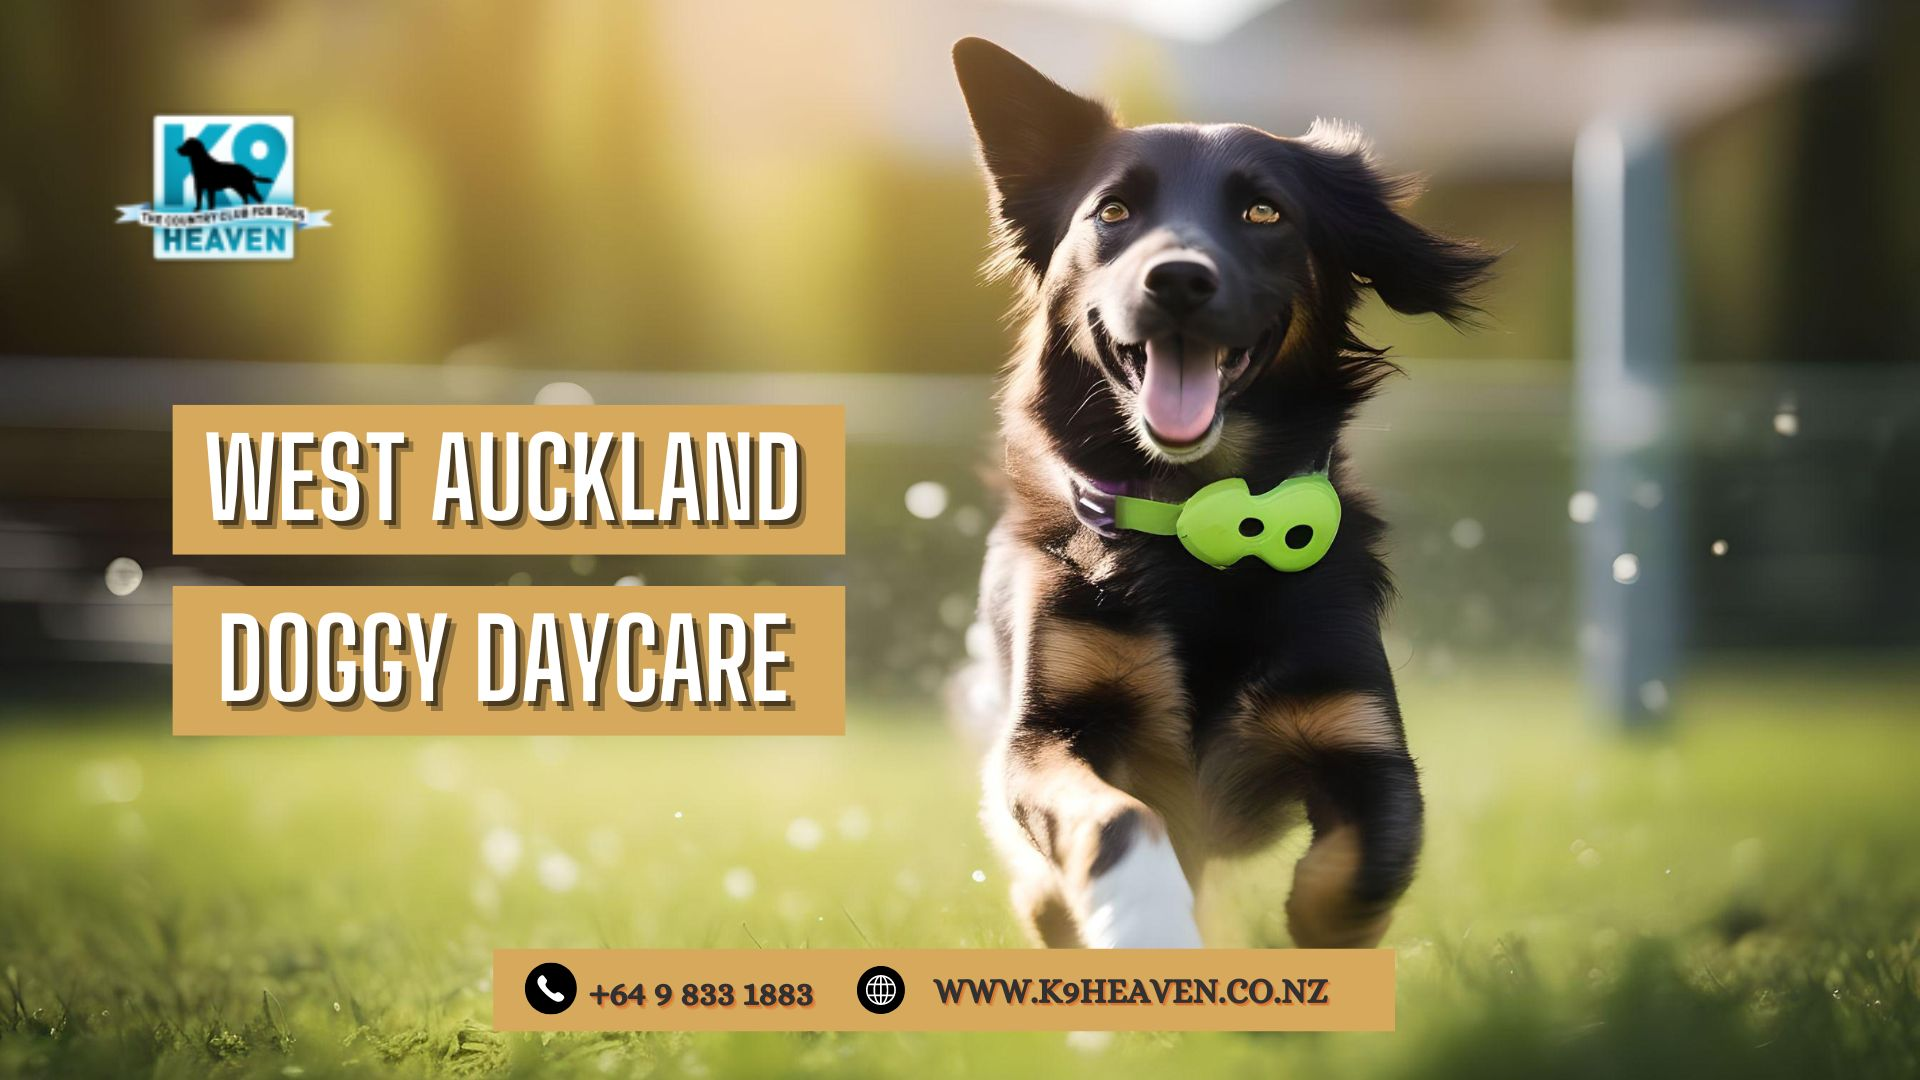 K9
THE COUNTRY CLUB FOR DOGS
HEAVEN
WEST AUCKLAND
DOGGY DAYCARE
+64 9 833 1883
WWW.K9HEAVEN.CO.NZ